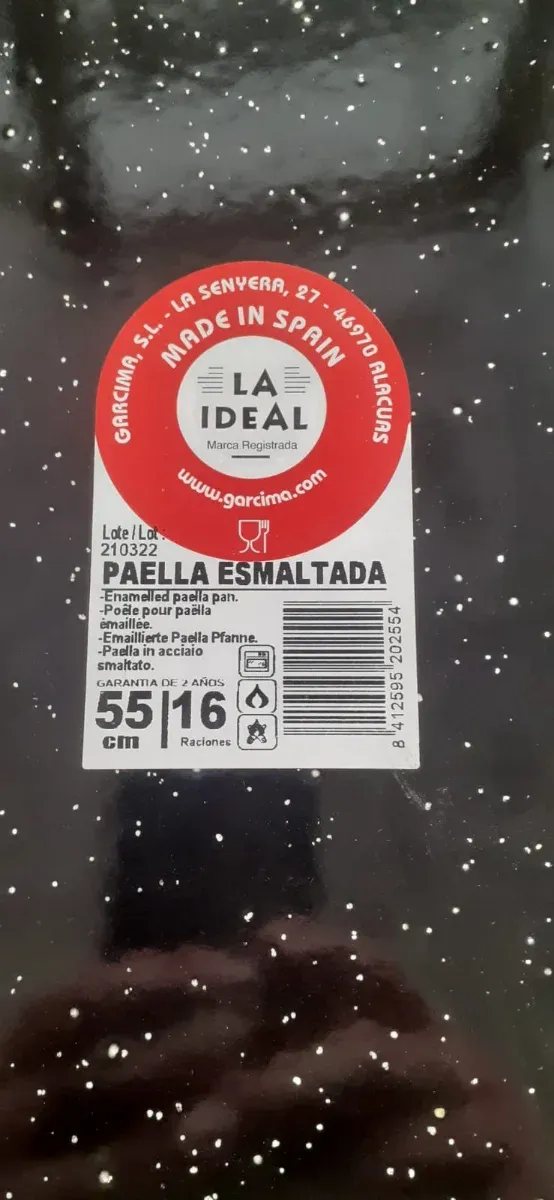 GARCIMA, S.L. - LA SENYERA, 27 - 46970 ALACUAS
MADE IN SPAIN
LA
IDEAL
Marca Registrada
www.garcima.com
Lote / Lot :
210322
PAELLA ESMALTADA
-Enamelled paella pan.
-Poêle pour paëlla
émaillée.
-Emaillierte Paella Pfanne.
-Paella in acciaio
smaltato.
GARANTIA DE 2 AÑOS
55 16
cm Raciones
8 412595 202554